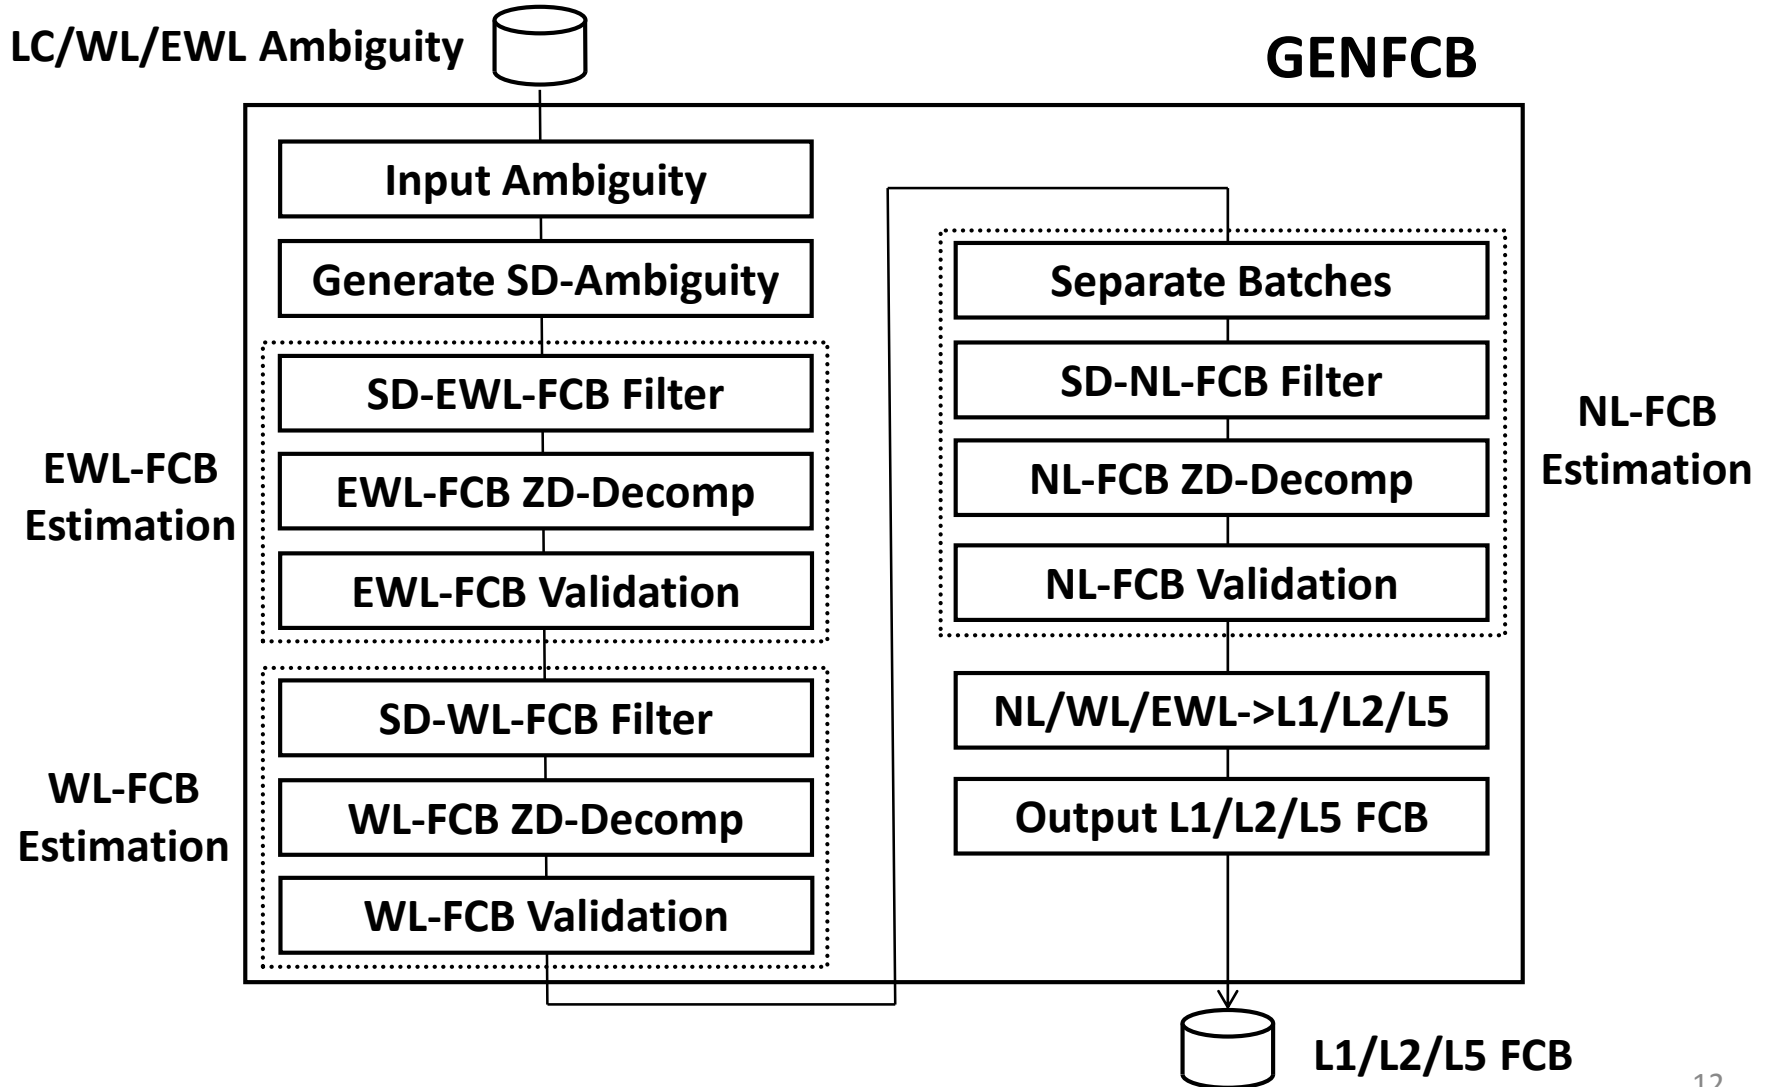 LC/WL/EWL Ambiguity
GENFCB
Input Ambiguity
Generate SD-Ambiguity
EWL-FCB
Estimation
SD-EWL-FCB Filter
EWL-FCB ZD-Decomp
EWL-FCB Validation
WL-FCB
Estimation
SD-WL-FCB Filter
WL-FCB ZD-Decomp
WL-FCB Validation
Separate Batches
SD-NL-FCB Filter
NL-FCB ZD-Decomp
NL-FCB Validation
NL-FCB
Estimation
NL/WL/EWL->L1/L2/L5
Output L1/L2/L5 FCB
L1/L2/L5 FCB
12